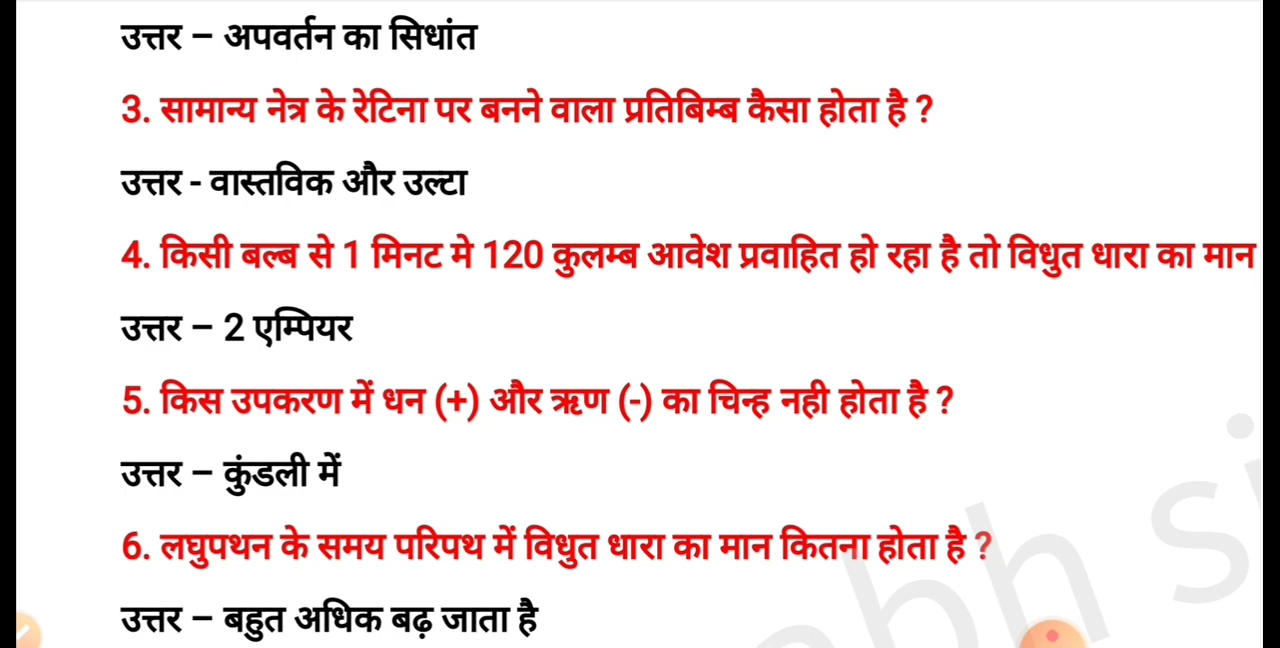 उत्तर – अपवर्तन का सिधांत
3. सामान्य नेत्र के रेटिना पर बनने वाला प्रतिबिम्ब कैसा होता है ?
उत्तर - वास्तविक और उल्टा
4. किसी बल्ब से 1 मिनट मे 120 कुलम्ब आवेश प्रवाहित हो रहा है तो विधुत धारा का मान
उत्तर – 2 एम्पियर
5. किस उपकरण में धन (+) और ऋण (-) का चिन्ह नही होता है ?
उत्तर – कुंडली में
6. लघुपथन के समय परिपथ में विधुत धारा का मान कितना होता है ?
उत्तर – बहुत अधिक बढ़ जाता है